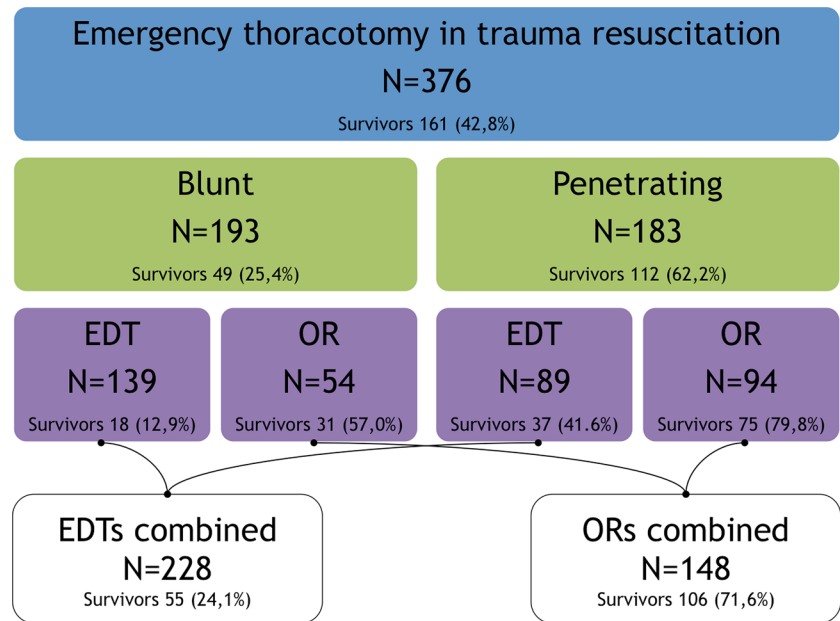 Emergency thoracotomy in trauma resuscitation
N=376
Survivors 161 (42,8%)
Blunt
N=193
Survivors 49 (25,4%)
Penetrating
N=183
Survivors 112 (62,2%)
EDT
N=139
Survivors 18 (12,9%)
OR
N=54
Survivors 31 (57,0%)
EDT
N=89
Survivors 37 (41.6%)
OR
N=94
Survivors 75 (79,8%)
EDTs combined
N=228
Survivors 55 (24,1%)
ORs combined
N=148
Survivors 106 (71,6%)